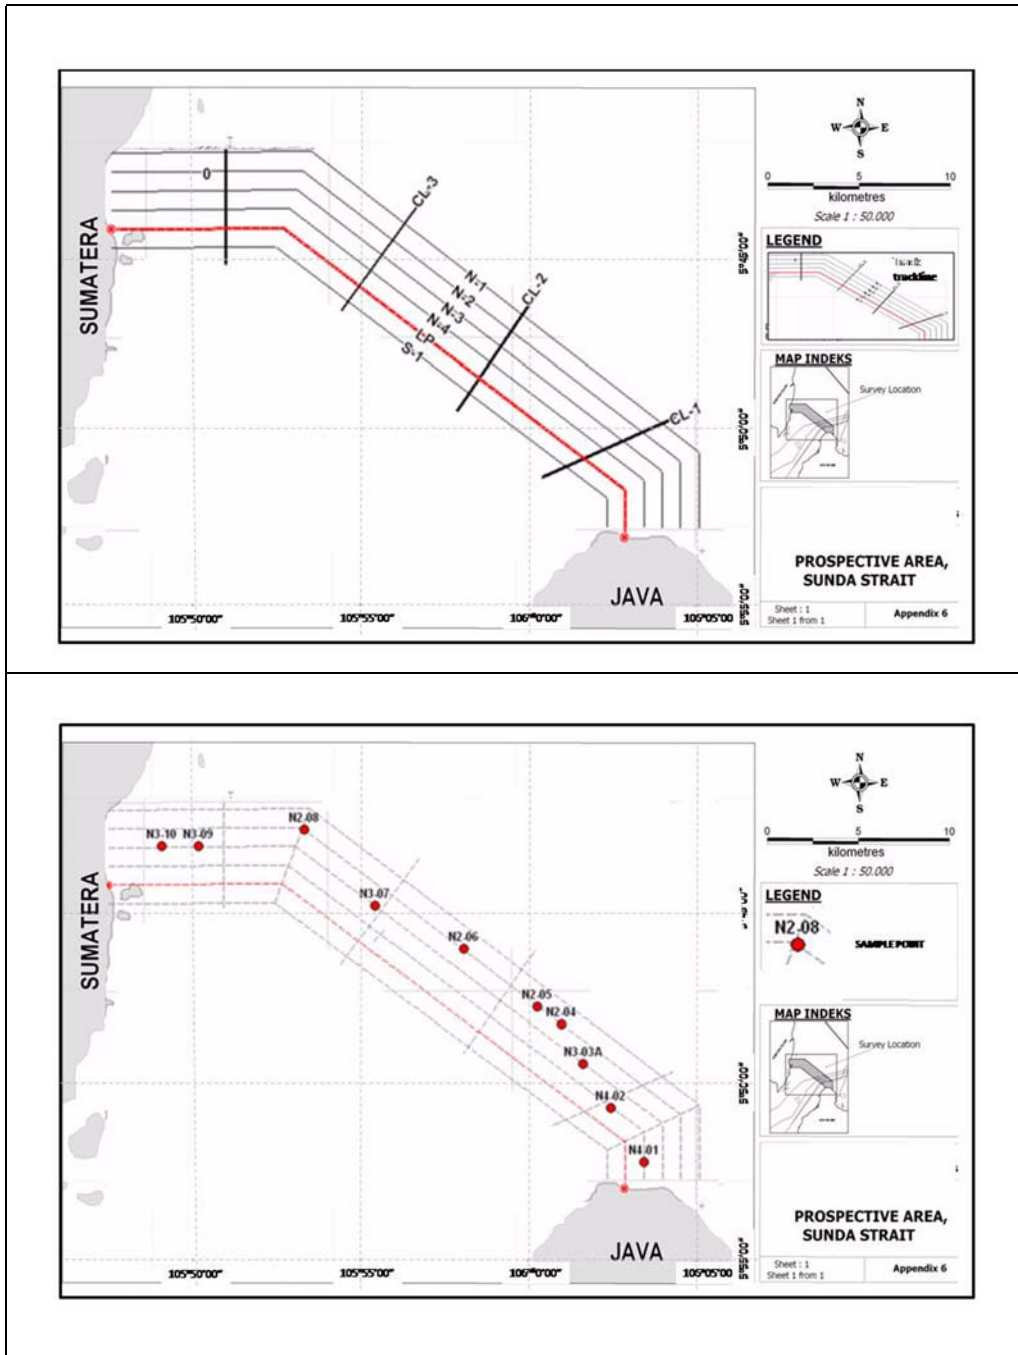 N
W E
S
0 5 10
kilometres
Scale 1 : 50.000
LEGEND
trackline
MAP INDEKS
Survey Location
PROSPECTIVE AREA,
SUNDA STRAIT
Sheet : 1
Sheet 1 from 1
Appendix 6
SUMATERA
0
CL-3
N-1
N-2
CL-2
N-3
N-4
LP
S-1
CL-1
JAVA
5°50'00"
5°55'00"
105°50'00" 105°55'00" 106°0'00" 106°05'00"
N
W E
S
0 5 10
kilometres
Scale 1 : 50.000
LEGEND
N2-08
SAMPLE POINT
MAP INDEKS
Survey Location
PROSPECTIVE AREA,
SUNDA STRAIT
Sheet : 1
Sheet 1 from 1
Appendix 6
SUMATERA
N2-08
N3-10 N3-09
N3-07
N2-06
N2-05
N2-04
N3-03A
N4-02
N4-01
JAVA
5°50'00"
5°55'00"
105°50'00" 105°55'00" 106°0'00" 106°05'00"